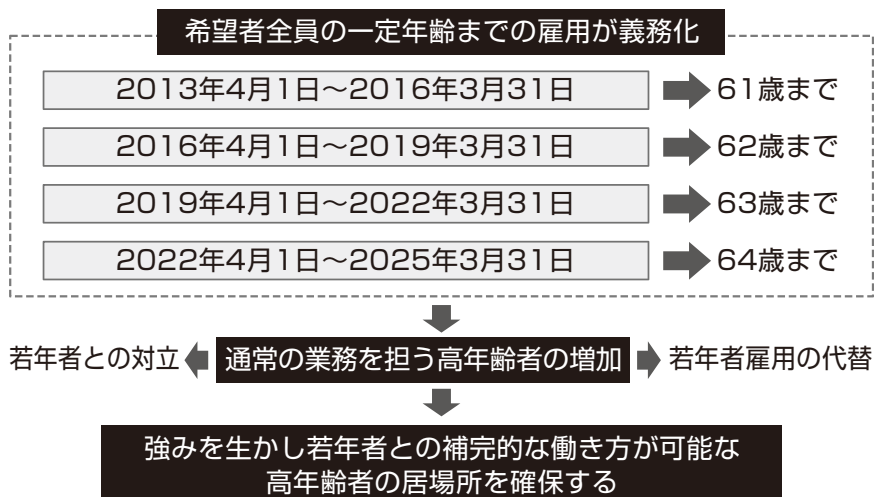 希望者全員の一定年齢までの雇用が義務化
2013年4月1日～2016年3月31日 61歳まで
2016年4月1日～2019年3月31日 62歳まで
2019年4月1日～2022年3月31日 63歳まで
2022年4月1日～2025年3月31日 64歳まで
若年者との対立 通常の業務を担う高年齢者の増加 若年者雇用の代替
強みを生かし若年者との補完的な働き方が可能な
高年齢者の居場所を確保する